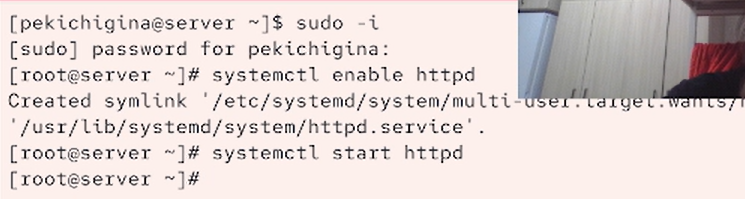 [pekichigina@server ~]$ sudo -i
[sudo] password for pekichigina:
[root@server ~]# systemctl enable httpd
Created symlink '/etc/systemd/system/multi-user.target.wants/
'/usr/lib/systemd/system/httpd.service'.
[root@server ~]# systemctl start httpd
[root@server ~]#